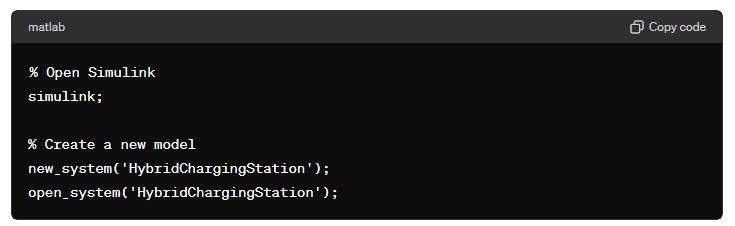 matlab
Copy code
% Open Simulink
simulink;
% Create a new model
new_system('HybridChargingStation');
open_system('HybridChargingStation');